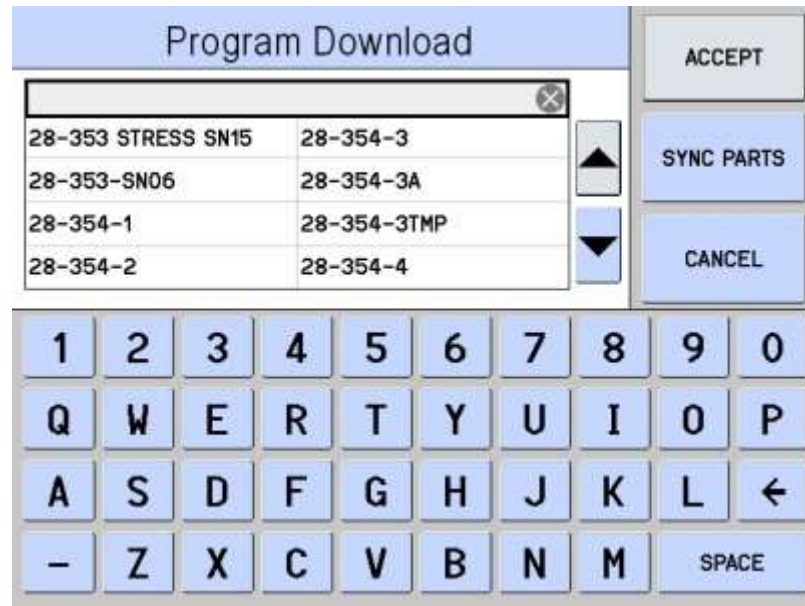 Program Download
ACCEPT
28-353 STRESS SN15 28-354-3
SYNC PARTS
28-353-SN06 28-354-3A
28-354-1 28-354-3TMP
28-354-2 28-354-4
CANCEL
1 2 3 4 5 6 7 8 9 0
Q W E R T Y U I O P
A S D F G H J K L ←
- Z X C V B N M SPACE